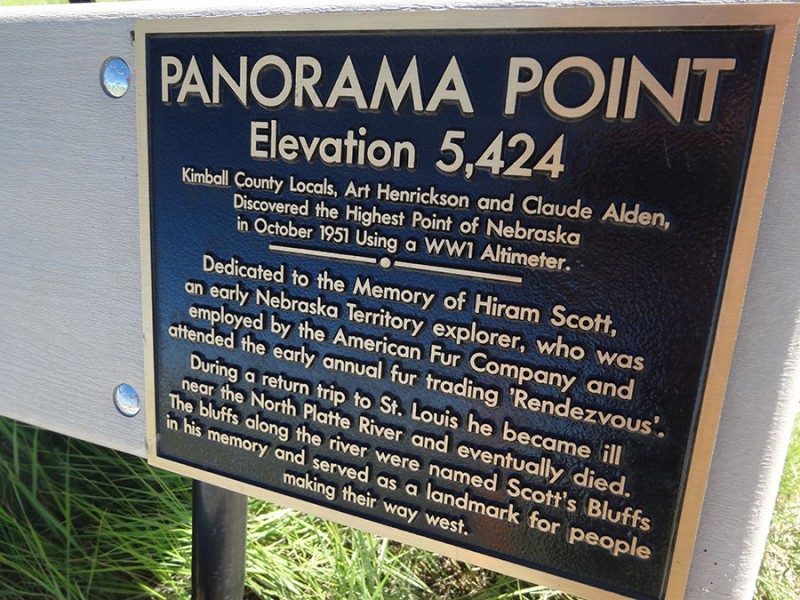 PANORAMA POINT
Elevation 5,424
Kimball County Locals, Art Henrickson and Claude Alden,
Discovered the Highest Point of Nebraska
in October 1951 Using a WW1 Altimeter.
Dedicated to the Memory of Hiram Scott,
an early Nebraska Territory explorer, who was
employed by the American Fur Company and
attended the early annual fur trading 'Rendezvous'.
During a return trip to St. Louis he became ill
near the North Platte River and eventually died.
The bluffs along the river were named Scott's Bluffs
in his memory and served as a landmark for people
making their way west.